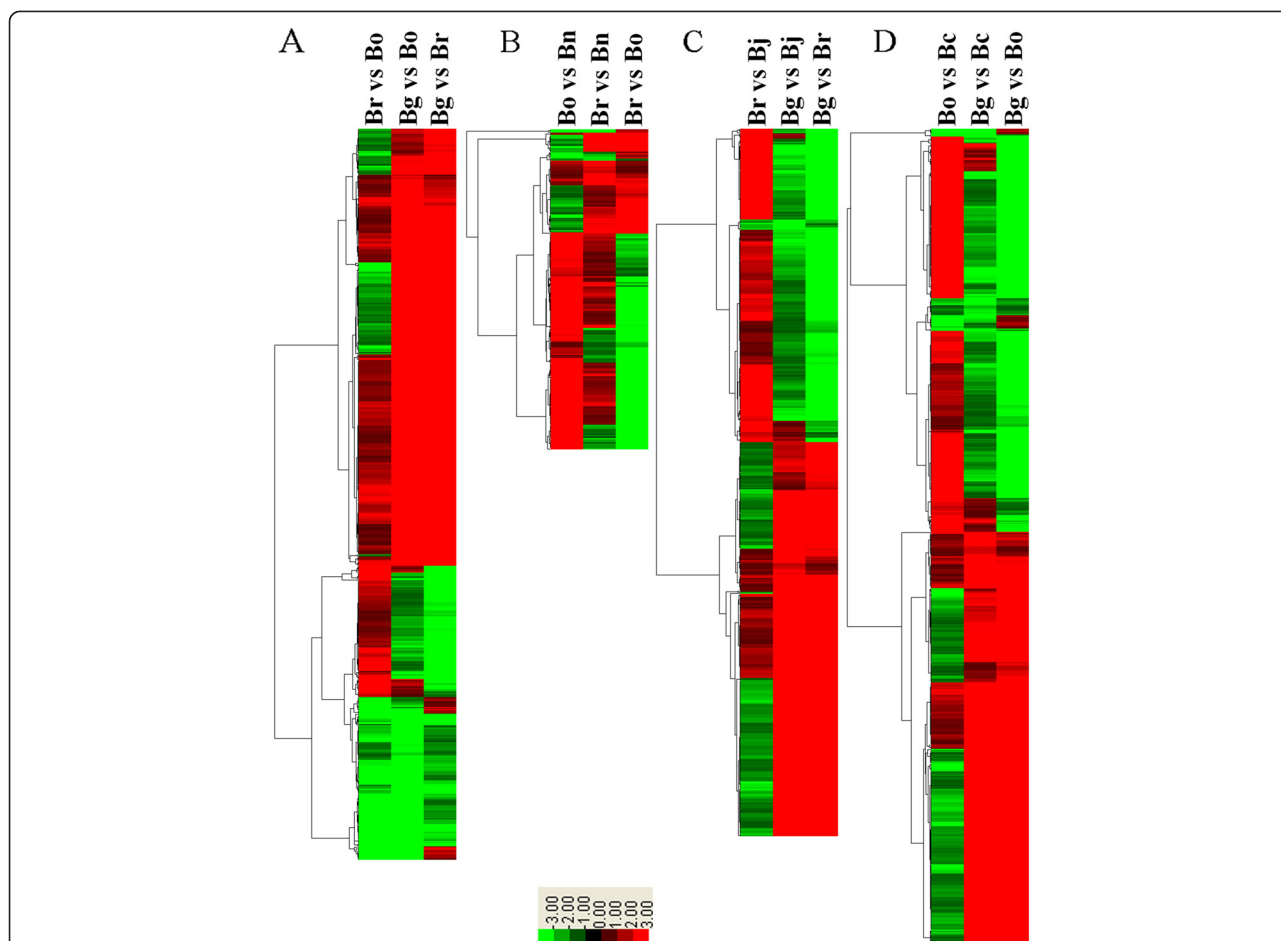 A
Br vs Bo
Bg vs Bo
Bg vs Br
B
Bo vs Bn
Br vs Bn
Br vs Bo
C
Br vs Bj
Bg vs Bj
Bg vs Br
D
Bo vs Bc
Bg vs Bc
Bg vs Bo
-3.00
-2.00
-1.00
0.00
1.00
2.00
3.00